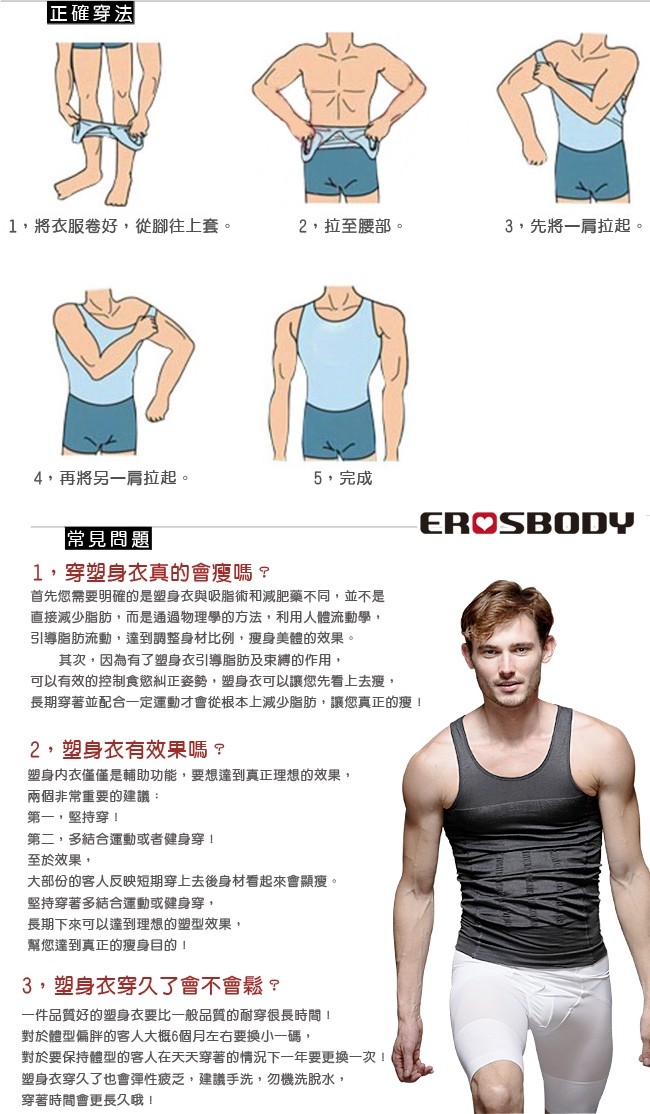 正確穿法
1，將衣服卷好，從腳往上套。
2，拉至腰部。
3，先將一肩拉起。
4，再將另一肩拉起。
5，完成
EROSBODY
常見問題
1，穿塑身衣真的會瘦嗎？
首先您需要明確的是塑身衣與吸脂術和減肥藥不同，並不是
直接減少脂肪，而是通過物理學的方法，利用人體流動學，
引導脂肪流動，達到調整身材比例，瘦身美體的效果。
其次，因為有了塑身衣引導脂肪及束縛的作用，
可以有效的控制食慾糾正姿勢，塑身衣可以讓您先看上去瘦，
長期穿著並配合一定運動才會從根本上減少脂肪，讓您真正的瘦！
2，塑身衣有效果嗎？
塑身內衣僅僅是輔助功能，要想達到真正理想的效果，
兩個非常重要的建議：
第一，堅持穿！
第二，多結合運動或者健身穿！
至於效果，
大部份的客人反映短期穿上去後身材看起來會顯瘦。
堅持穿著多結合運動或健身穿，
長期下來可以達到理想的塑型效果，
幫您達到真正的瘦身目的！
3，塑身衣穿久了會不會鬆？
一件品質好的塑身衣要比一般品質的耐穿很長時間！
對於體型偏胖的客人大概6個月左右要換小一碼，
對於要保持體型的客人在天天穿著的情況下一年要更換一次！
塑身衣穿久了也會彈性疲乏，建議手洗，勿機洗脫水，
穿著時間會更長久哦！